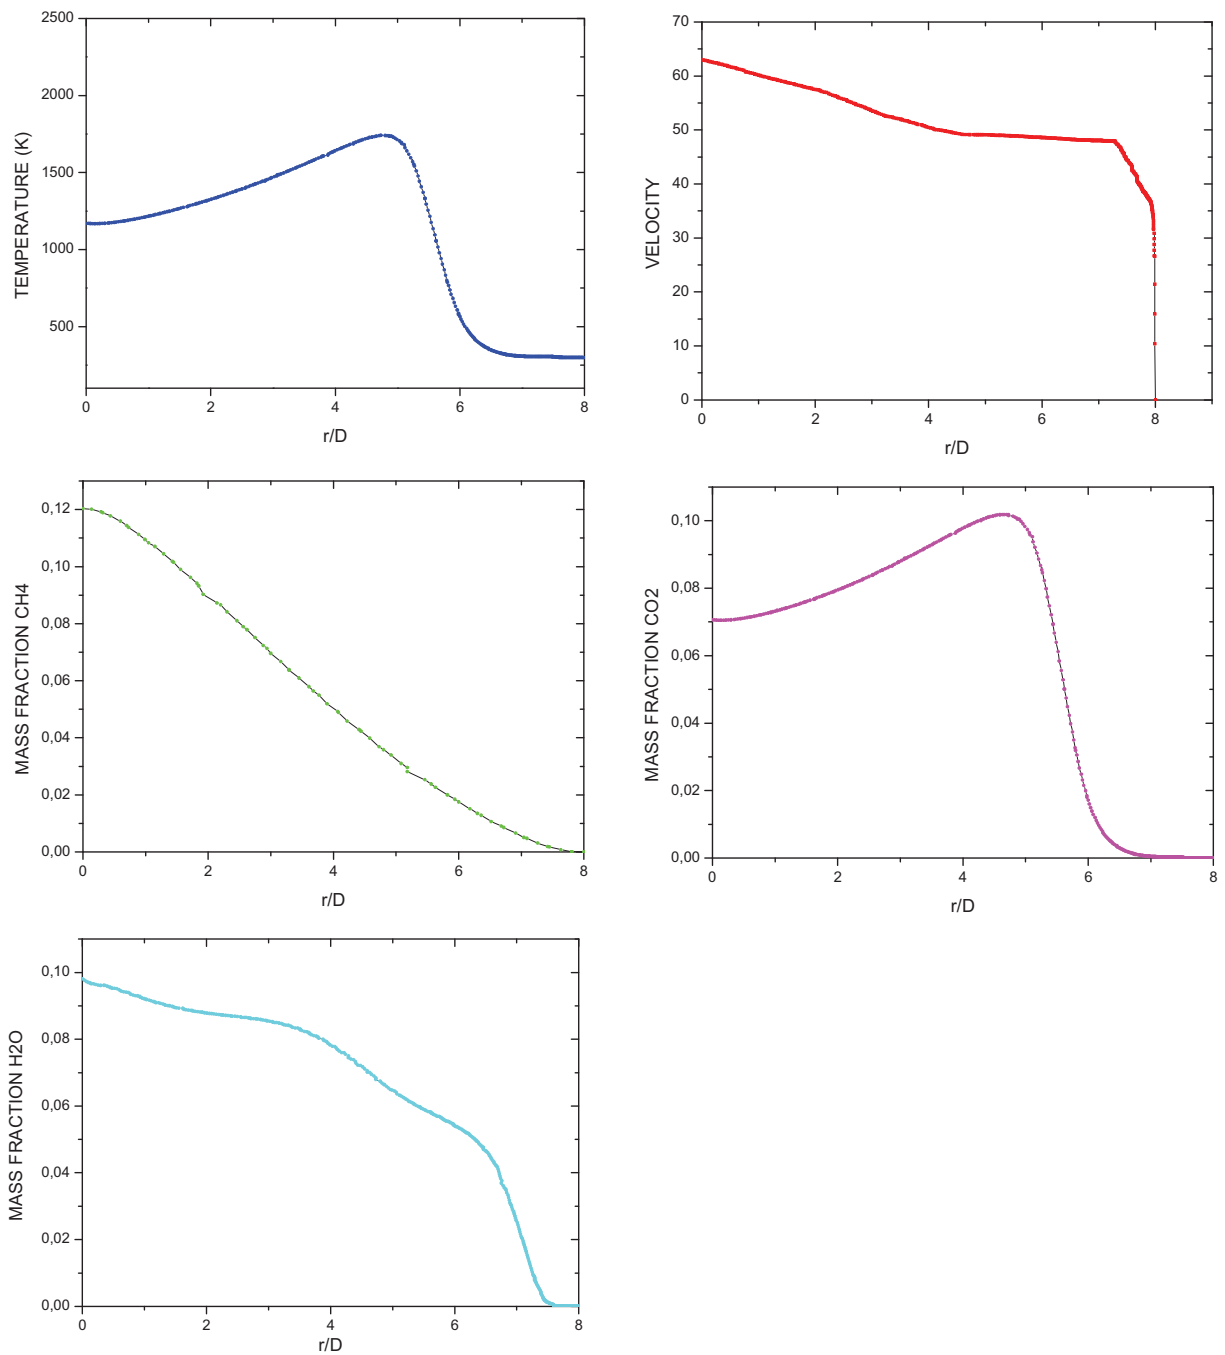 2500
2000
1500
1000
500
TEMPERATURE (K)
0 2 4 6 8
r/D
70
60
50
40
30
20
10
0
VELOCITY
0 2 4 6 8
r/D
0,12
0,10
0,08
0,06
0,04
0,02
0,00
MASS FRACTION CH4
0 2 4 6 8
r/D
0,10
0,08
0,06
0,04
0,02
0,00
MASS FRACTION CO2
0 2 4 6 8
r/D
0,10
0,08
0,06
0,04
0,02
0,00
MASS FRACTION H2O
0 2 4 6 8
r/D